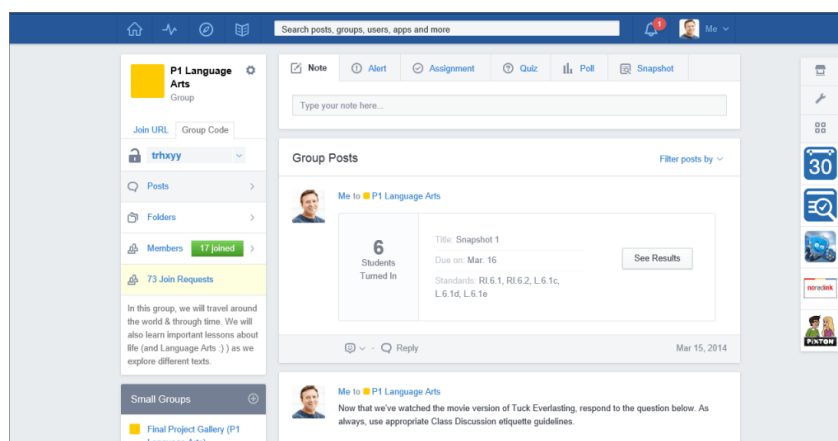 Search posts, groups, users, apps and more
1
Me
P1 Language
Arts
Group
Join URL
Group Code
trhxyy
Posts
Folders
Members
17 joined
73 Join Requests
In this group, we will travel around
the world & through time. We will
also learn important lessons about
life (and Language Arts :) ) as we
explore different texts.
Small Groups
Final Project Gallery (P1
Language Arts)
Note
Alert
Assignment
Quiz
Poll
Snapshot
Type your note here...
Group Posts
Filter posts by
Me to P1 Language Arts
6
Students
Turned In
Title: Snapshot 1
Due on: Mar. 16
Standards: RI.6.1, RI.6.2, L.6.1c,
L.6.1d, L.6.1e
See Results
Reply
Mar 15, 2014
Me to P1 Language Arts
Now that we've watched the movie version of Tuck Everlasting, respond to the question below. As
always, use appropriate Class Discussion etiquette guidelines.
30
noredink
PIXTON